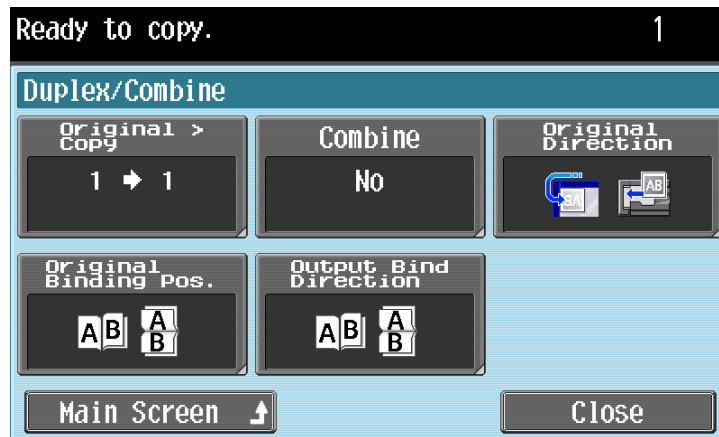 Ready to copy. 1
Duplex/Combine
Original >
Copy
1 → 1
Combine
No
Original
Direction
AB
AB
Original
Binding Pos.
A B A
B
Output Bind
Direction
A B A
B
Main Screen
Close